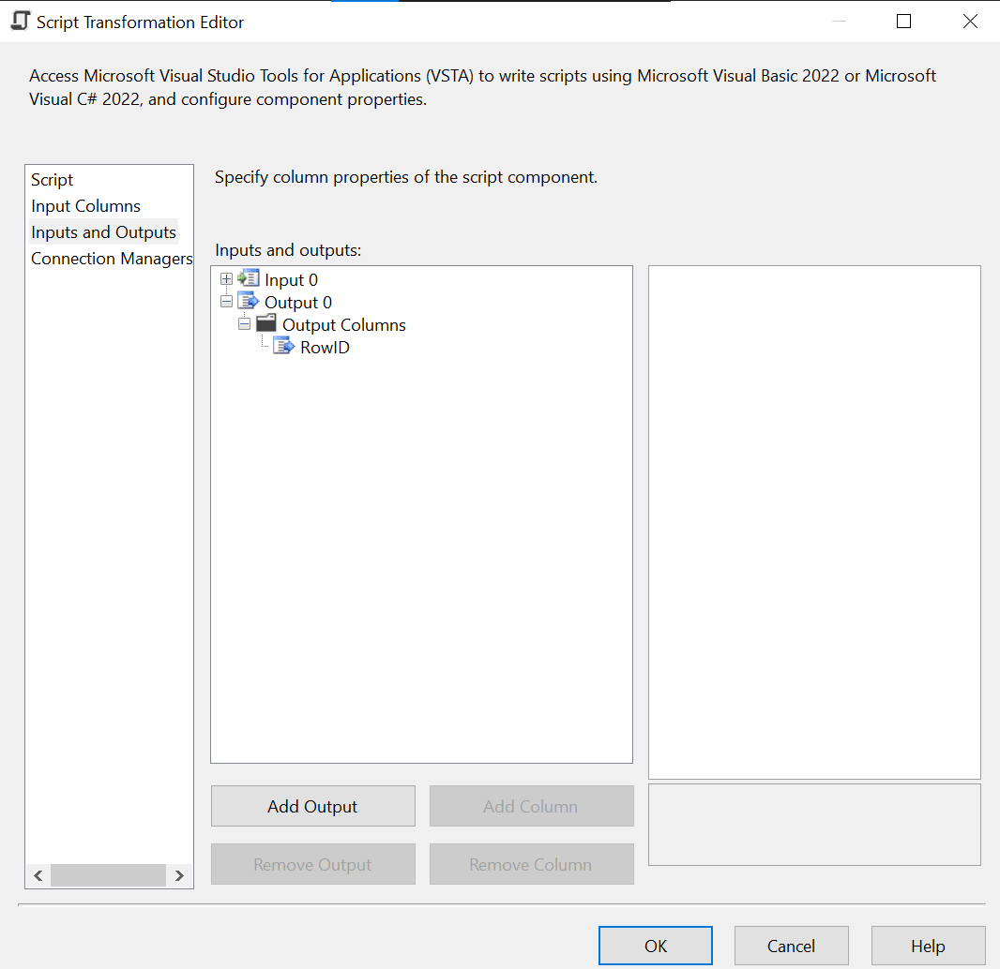 Script Transformation Editor
Access Microsoft Visual Studio Tools for Applications (VSTA) to write scripts using Microsoft Visual Basic 2022 or Microsoft
Visual C# 2022, and configure component properties.
Script
Input Columns
Inputs and Outputs
Connection Managers
Specify column properties of the script component.
Inputs and outputs:
Input 0
Output 0
Output Columns
RowID
Add Output
Add Column
Remove Output
Remove Column
OK
Cancel
Help